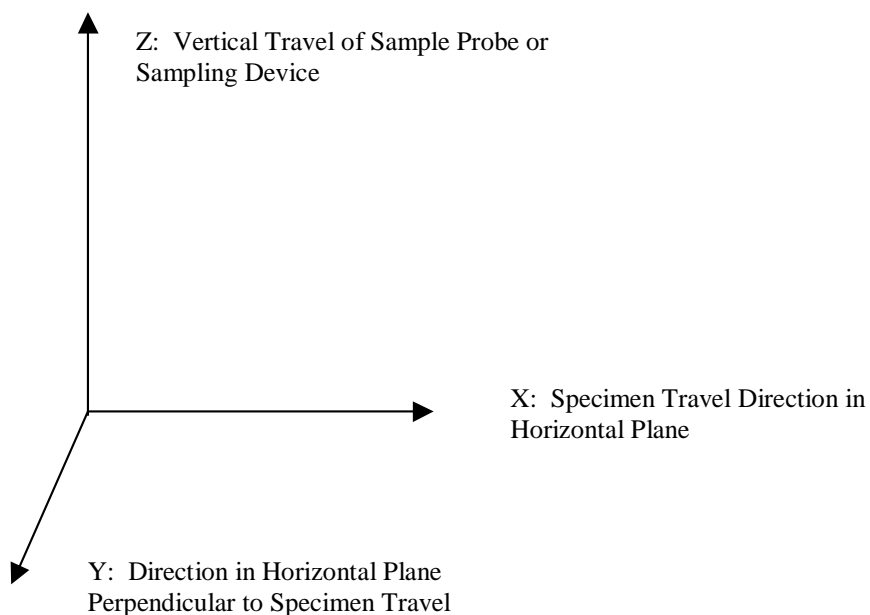 Z:  Vertical Travel of Sample Probe or
Sampling Device
X:  Specimen Travel Direction in
Horizontal Plane
Y:  Direction in Horizontal Plane
Perpendicular to Specimen Travel